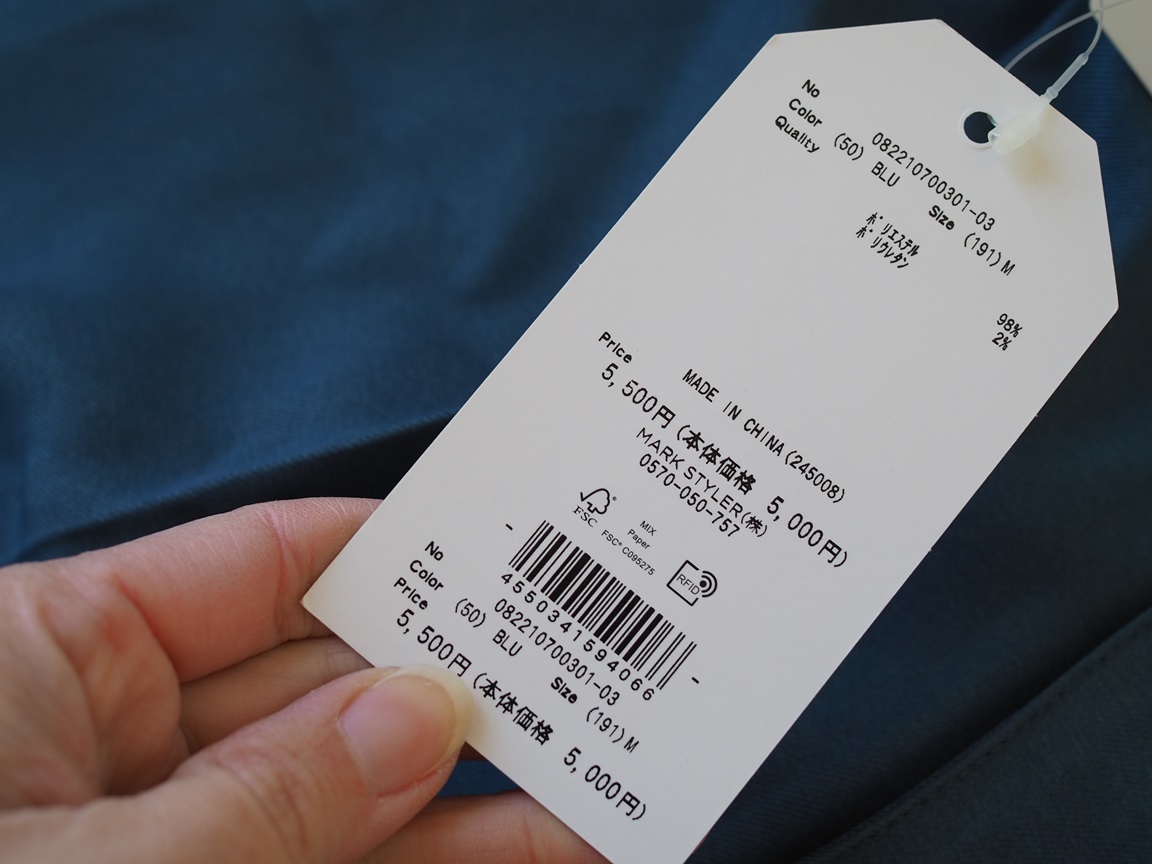 No 082210700301-03
Color (50) BLU Size (191)M
Quality
ポリエステル 98%
ポリウレタン 2%
MADE IN CHINA(245008)
Price
5,500円(本体価格 5,000円)
MARK STYLER(株)
0570-050-757
FSC® MIX
Paper
FSC® C095275
RFID
4550341594066
No 082210700301-03
Color (50) BLU Size (191)M
Price
5,500円(本体価格 5,000円)